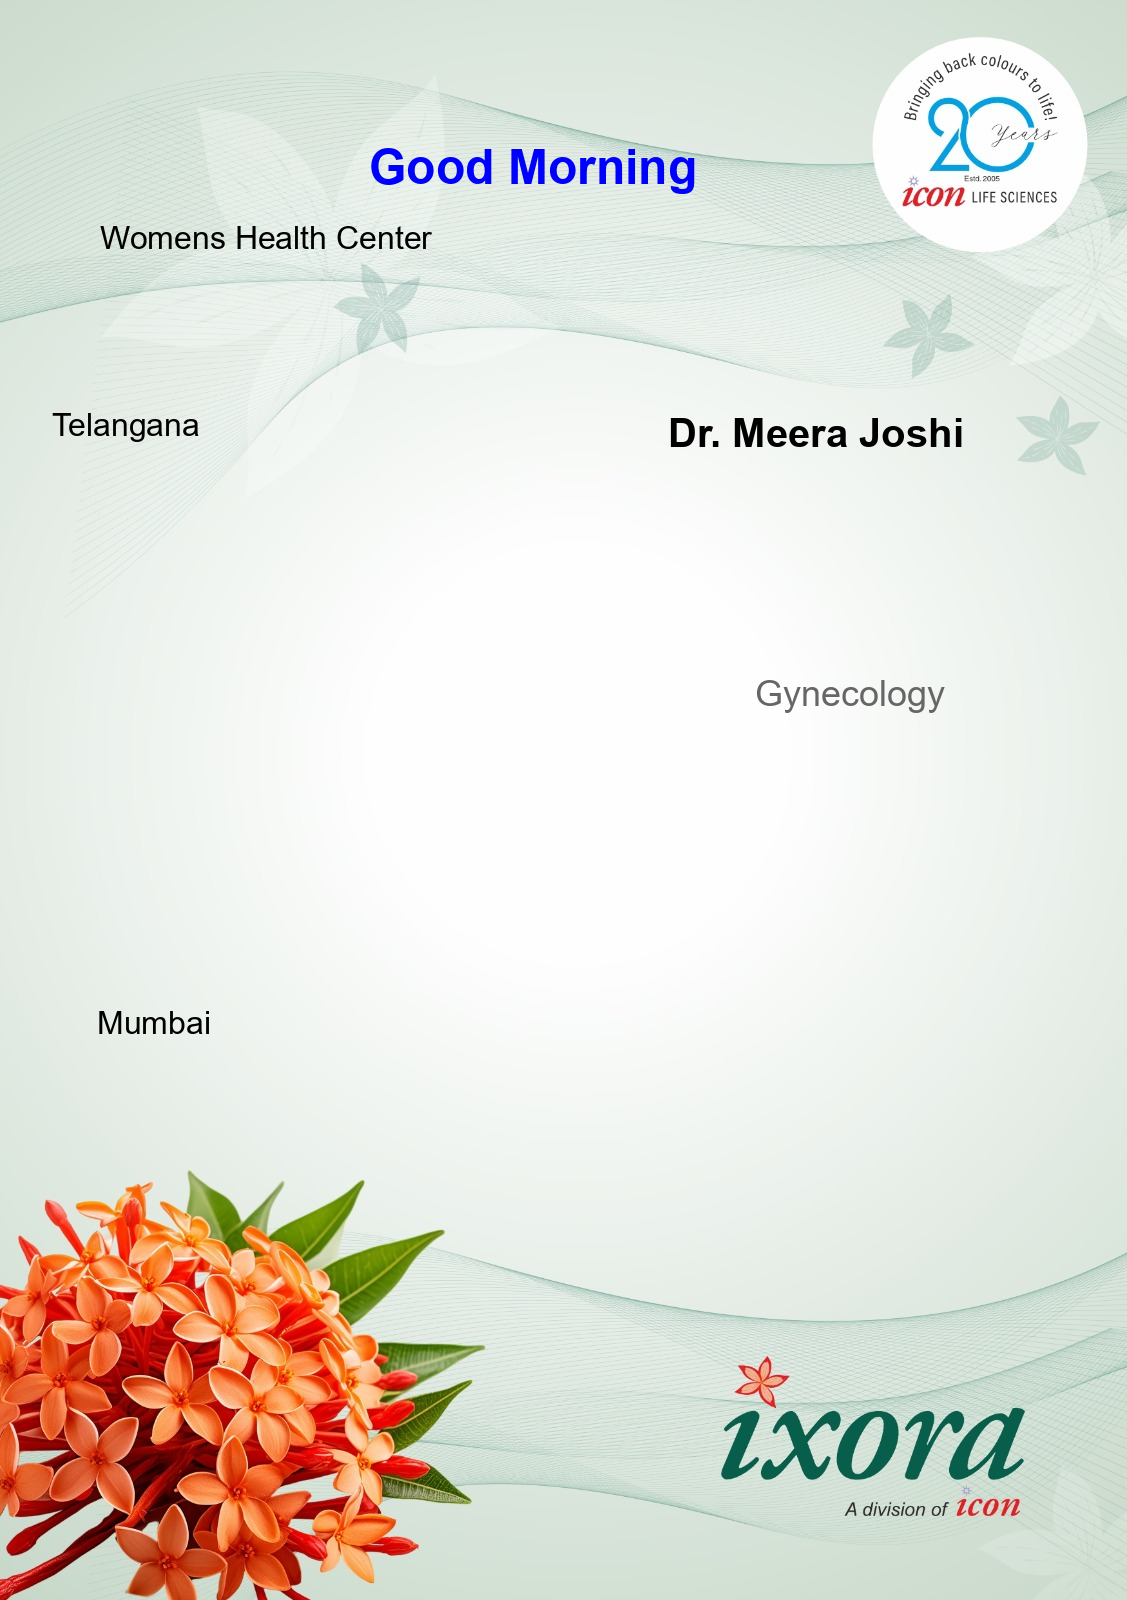 Bringing back colours to life!
20 Years
Estd. 2005
icon LIFE SCIENCES
Good Morning
Womens Health Center
Telangana
Dr. Meera Joshi
Gynecology
Mumbai
ixora
A division of icon